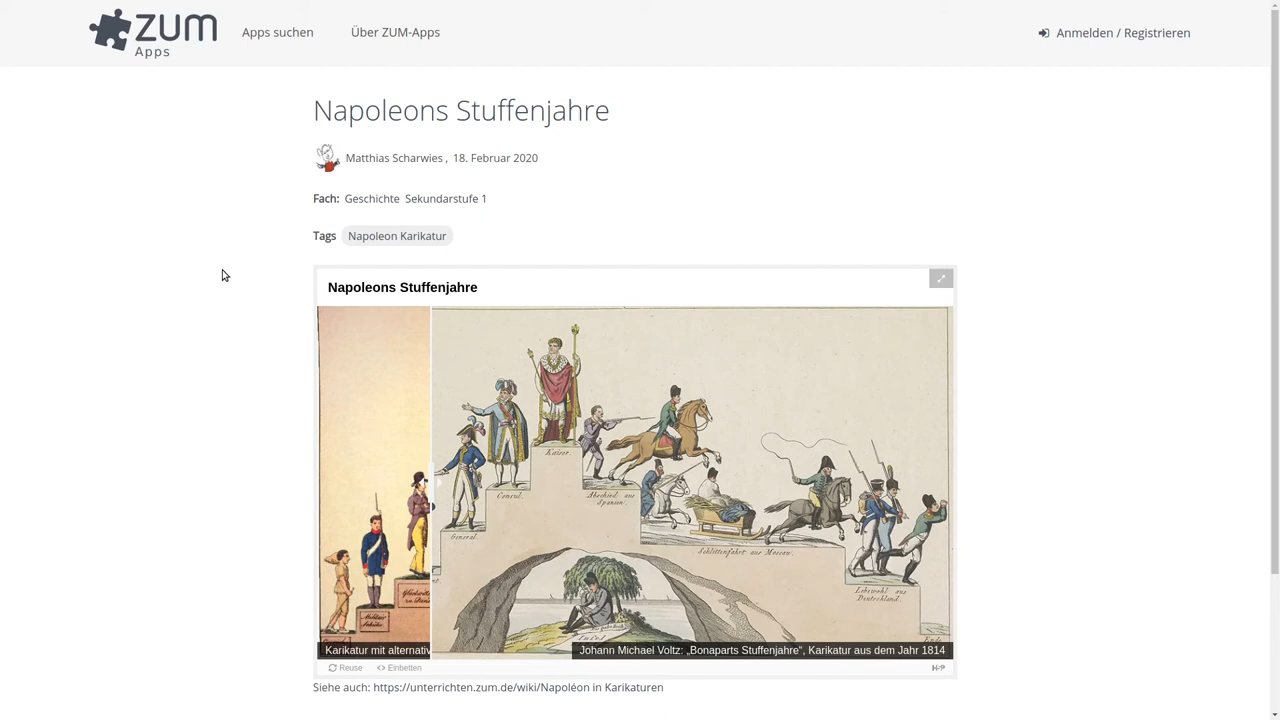 ZUM Apps
Apps suchen
Über ZUM-Apps
Anmelden / Registrieren
Napoleons Stuffenjahre
Matthias Scharwies , 18. Februar 2020
Fach: Geschichte Sekundarstufe 1
Tags Napoleon Karikatur
Napoleons Stuffenjahre
Kaiser.
Consul.
Abschied aus
Spanien.
General.
Schlittenfahrt aus Moscau.
Lebewohl aus
Deutschland.
Militair
Ende
Karikatur mit alternativ
Johann Michael Voltz: „Bonaparts Stuffenjahre“, Karikatur aus dem Jahr 1814
Reuse
Einbetten
H5P
Siehe auch: https://unterrichten.zum.de/wiki/Napoléon in Karikaturen